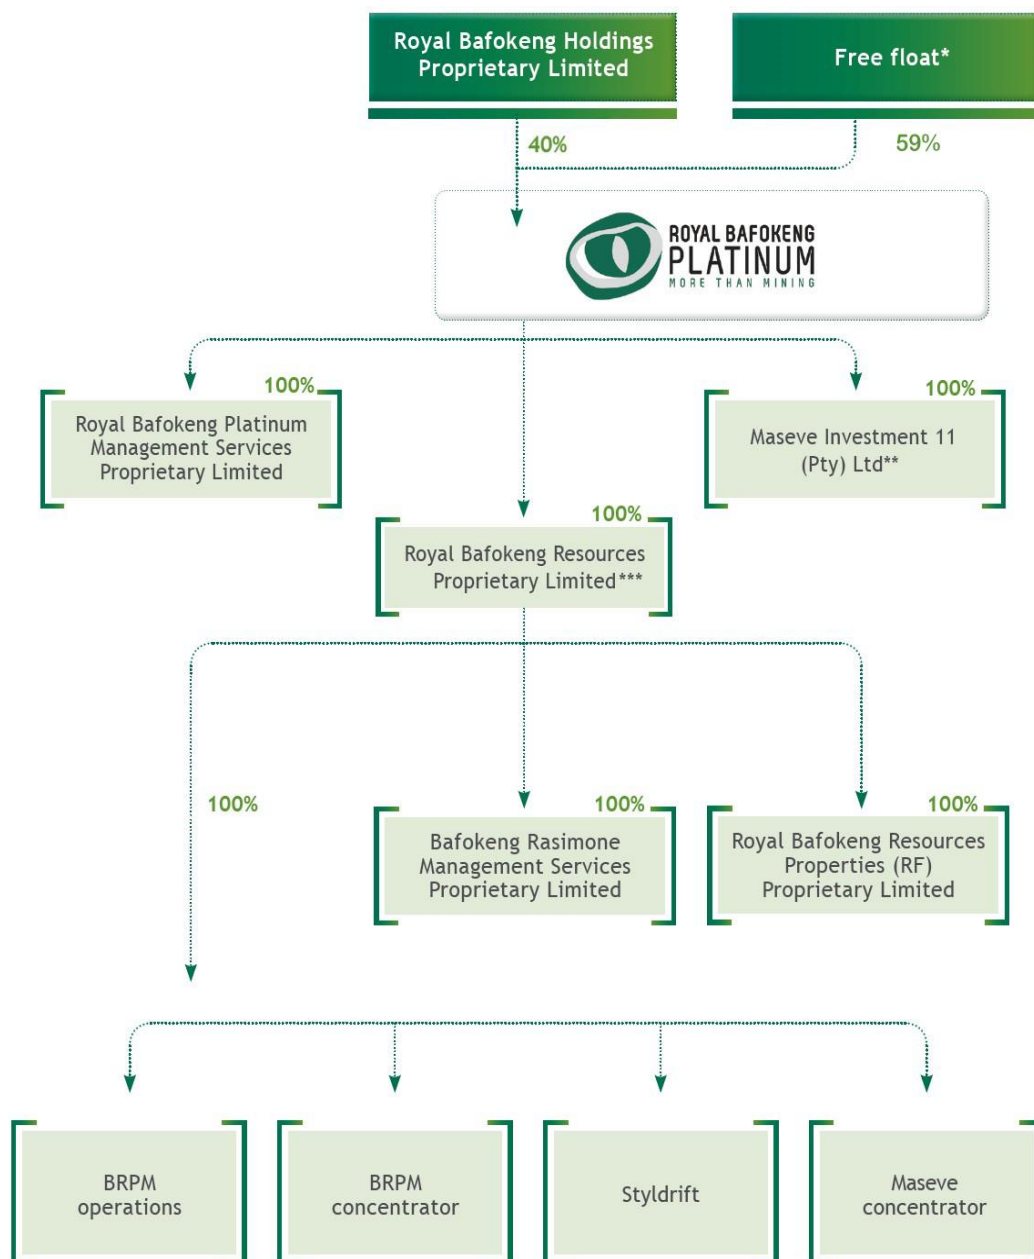 Royal Bafokeng Holdings
Proprietary Limited
Free float*
40%
59%
ROYAL BAFOKENG
PLATINUM
MORE THAN MINING
100%
Royal Bafokeng Platinum
Management Services
Proprietary Limited
100%
Maseve Investment 11
(Pty) Ltd**
100%
Royal Bafokeng Resources
Proprietary Limited***
100%
100%
Bafokeng Rasimone
Management Services
Proprietary Limited
100%
Royal Bafokeng Resources
Properties (RF)
Proprietary Limited
BRPM
operations
BRPM
concentrator
Styldrift
Maseve
concentrator